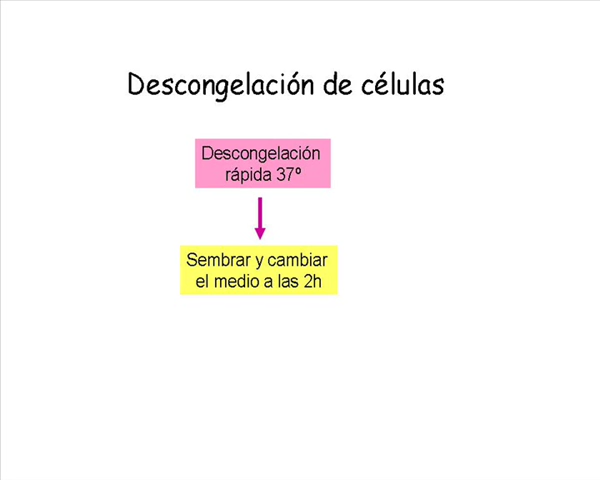 Descongelación de células
Descongelación
rápida 37º
Sembrar y cambiar
el medio a las 2h